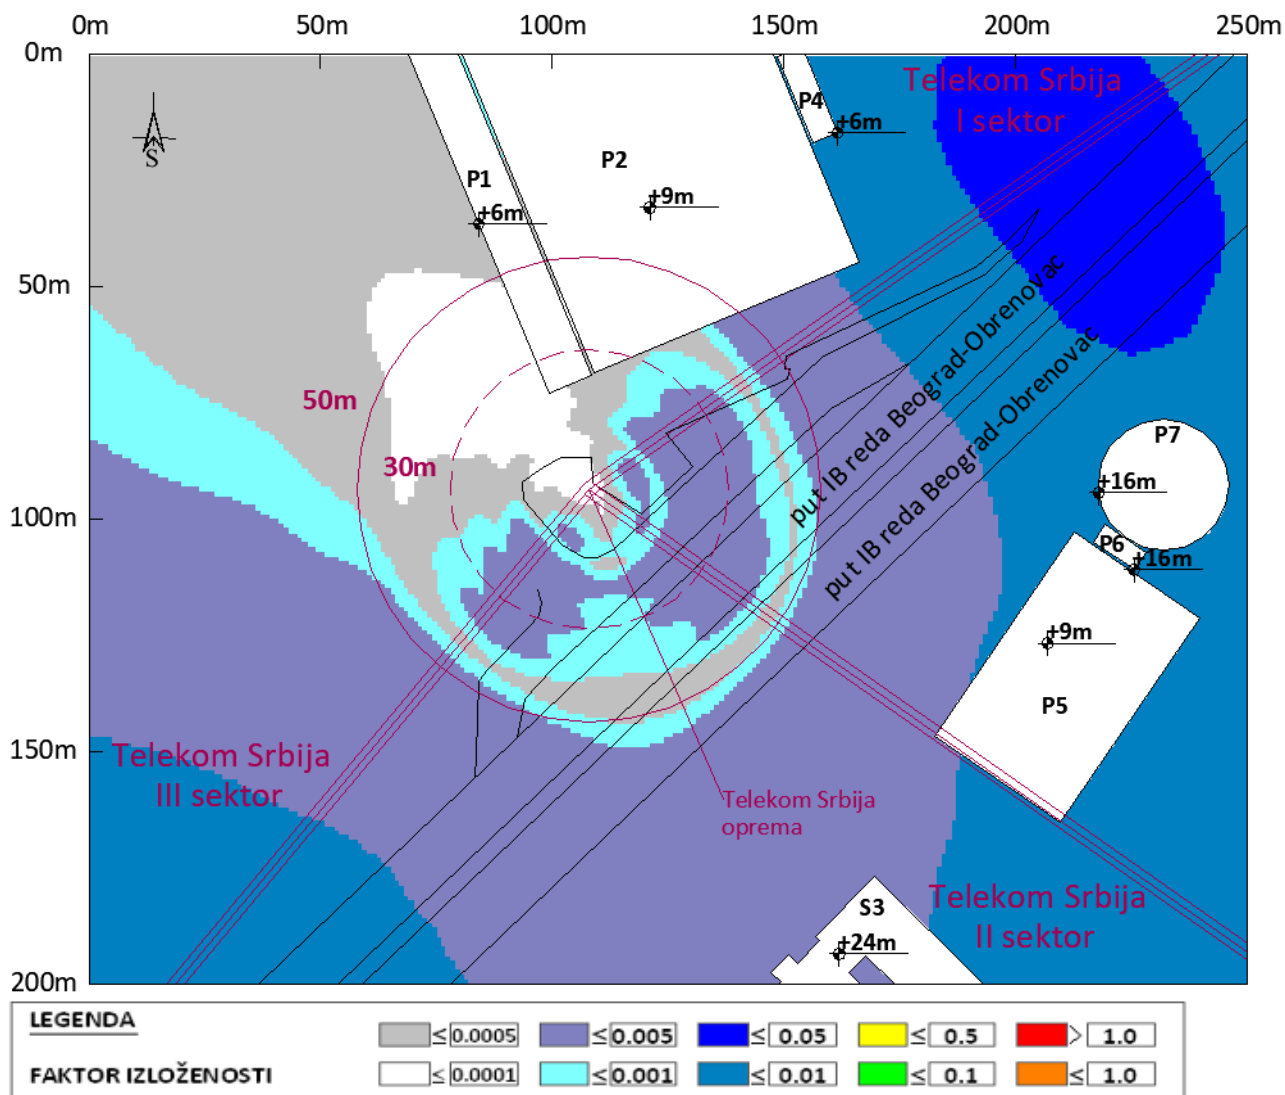 0m 50m 100m 150m 200m 250m
0m
50m
100m
150m
200m
S
Telekom Srbija
I sektor
P4
+6m
P2
P1
+9m
+6m
50m
30m
put IB reda Beograd-Obrenovac
put IB reda Beograd-Obrenovac
P7
+16m
P6
+16m
+9m
P5
Telekom Srbija
III sektor
Telekom Srbija
oprema
Telekom Srbija
II sektor
S3
+24m
LEGENDA
≤ 0.0005 ≤ 0.005 ≤ 0.05 ≤ 0.5 > 1.0
FAKTOR IZLOŽENOSTI
≤ 0.0001 ≤ 0.001 ≤ 0.01 ≤ 0.1 ≤ 1.0